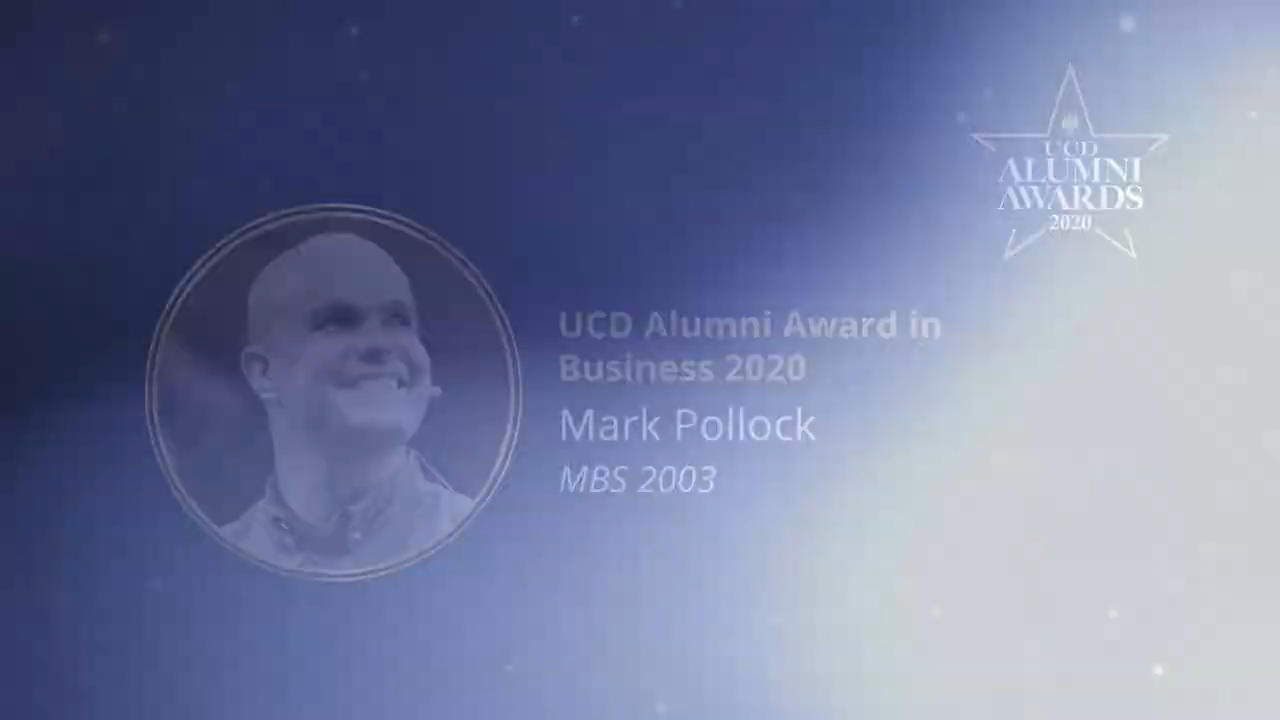 UCD
ALUMNI
AWARDS
2020
UCD Alumni Award in
Business 2020
Mark Pollock
MBS 2003